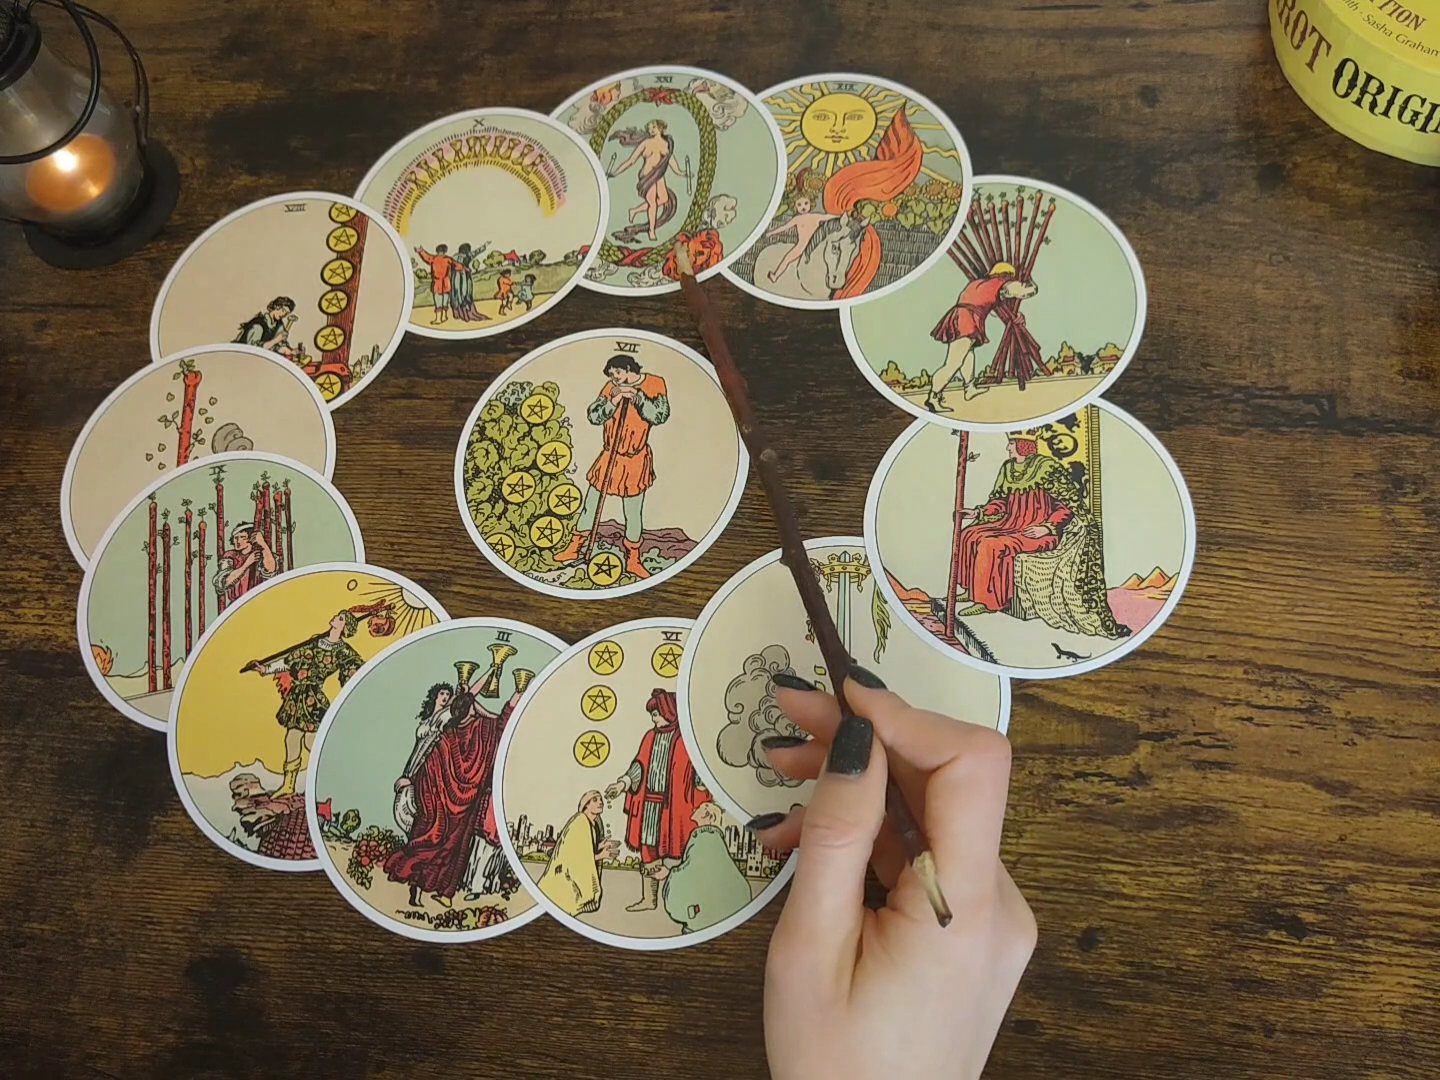 TION
Sasha Graham
ROT ORIGI
XXI
XIX
X
VIII
VII
IX
III
VI